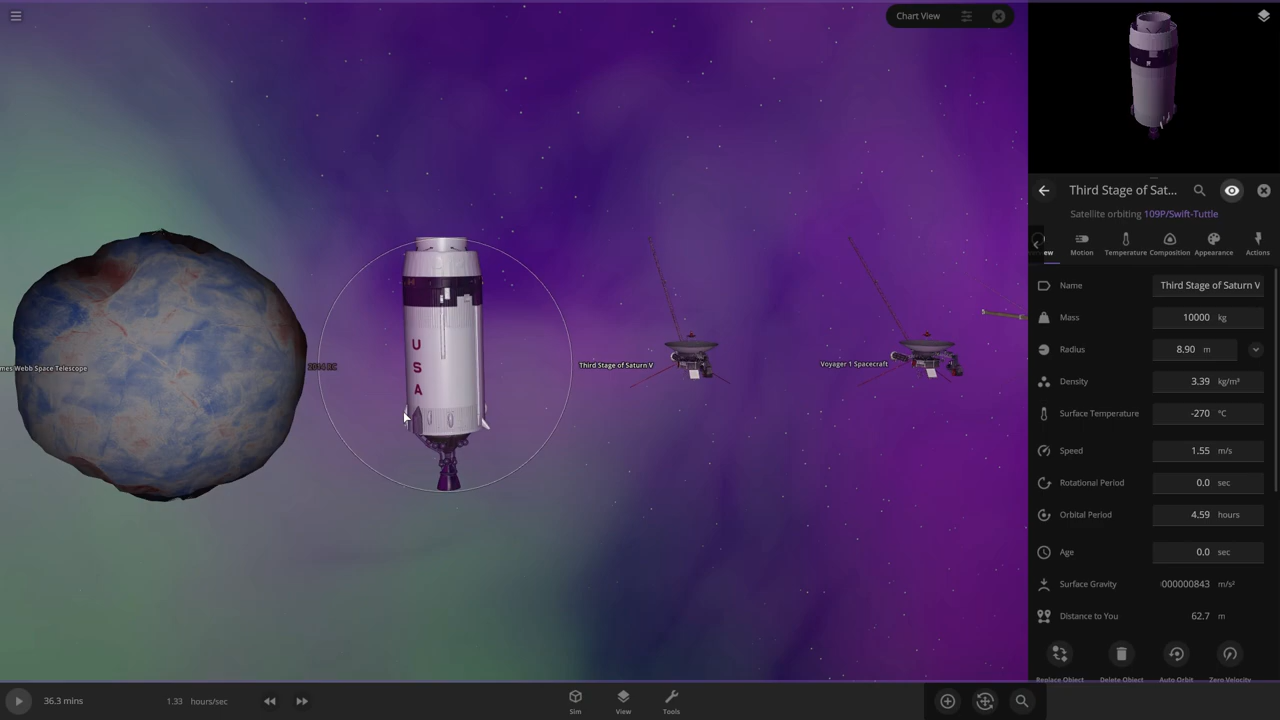 Chart View
Third Stage of Sat...
Satellite orbiting 109P/Swift-Tuttle
Motion Temperature Composition Appearance Actions
Name Third Stage of Saturn V
Mass 10000 kg
Radius 8.90 m
Density 3.39 kg/m³
Surface Temperature -270 °C
Speed 1.55 m/s
Rotational Period 0.0 sec
Orbital Period 4.59 hours
Age 0.0 sec
Surface Gravity 000000843 m/s²
Distance to You 62.7 m
Replace Object Delete Object Auto Orbit Zero Velocity
mes Webb Space Telescope
Third Stage of Saturn V
Voyager 1 Spacecraft
USA
36.3 mins 1.33 hours/sec
Sim View Tools